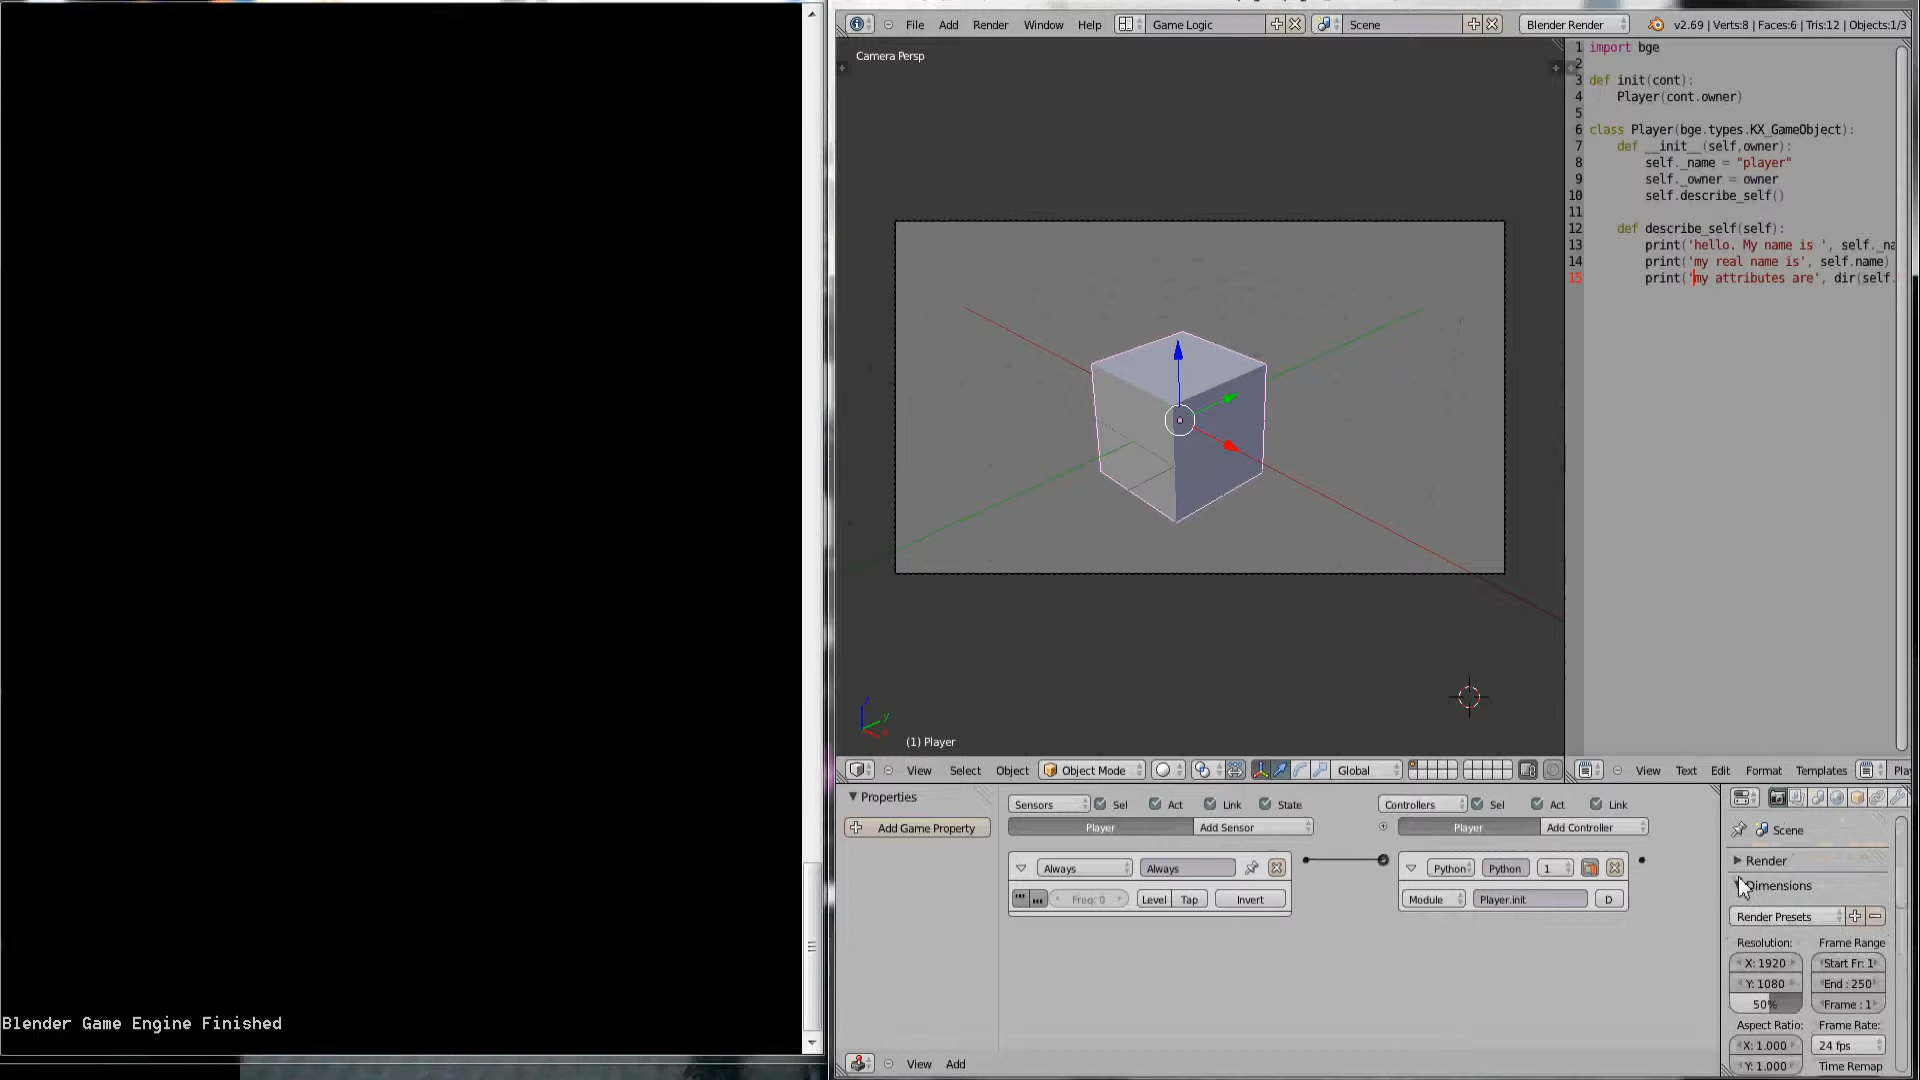 Blender Game Engine Finished
File Add Render Window Help Game Logic Scene Blender Render v2.69 | Verts:8 | Faces:6 | Tris:12 | Objects:1/3
Camera Persp
1 import bge
2
3 def init(cont):
4 Player(cont.owner)
5
6 class Player(bge.types.KX_GameObject):
7 def __init__(self,owner):
8 self._name = "player"
9 self._owner = owner
10 self.describe_self()
11
12 def describe_self(self):
13 print('hello. My name is ', self._na
14 print('my real name is', self.name)
15 print('my attributes are', dir(self.
z
y
x
(1) Player
View Select Object Object Mode Global
View Text Edit Format Templates Pla
Properties
Add Game Property
Sensors Sel Act Link State Controllers Sel Act Link
Player Add Sensor Player Add Controller
Always Always Python Python 1
Freq: 0 Level Tap Invert Module Player.init D
View Add
Scene
Render
Dimensions
Render Presets
Resolution: Frame Range
X: 1920 Start Fr: 1
Y: 1080 End : 250
50% Frame : 1
Aspect Ratio: Frame Rate:
X: 1.000 24 fps
Y: 1.000 Time Remap